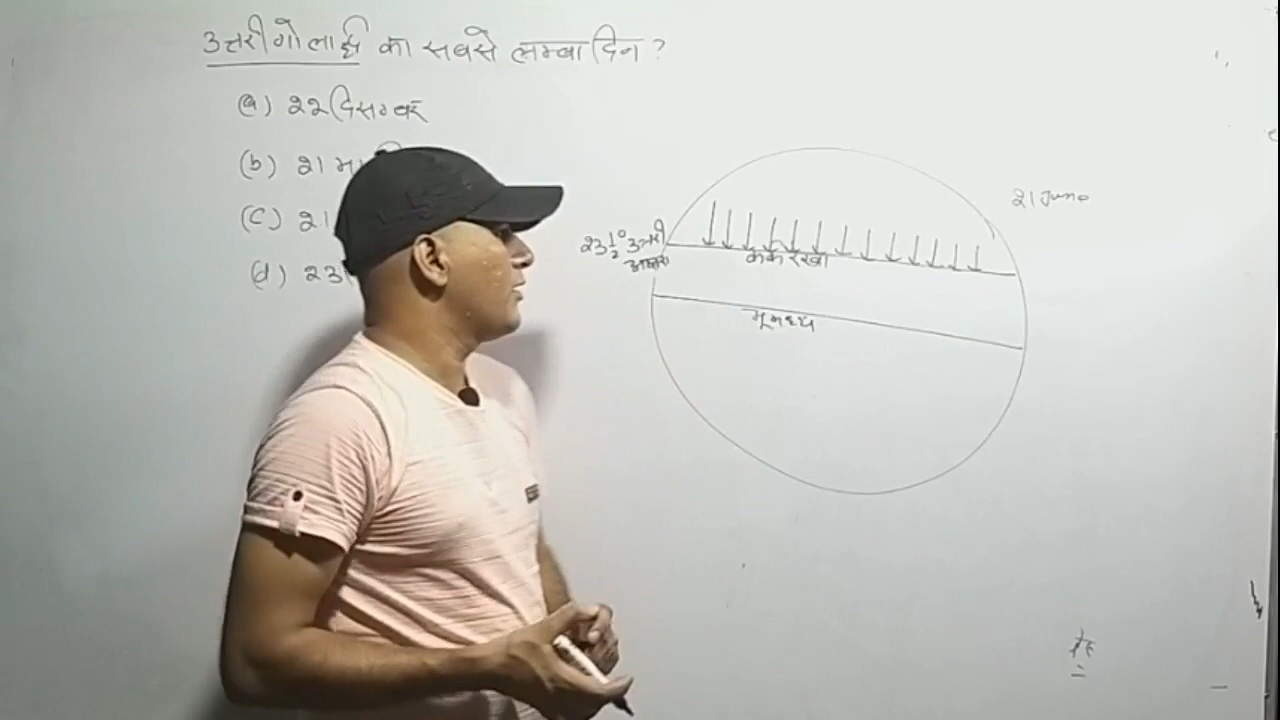 उत्तरी गोलार्द्ध का सबसे लम्बा दिन ?
(a) 22 दिसम्बर
(b) 21 मा
(c) 21
(d) 23
21 June
23 1/2° उत्तरी
कर्क रेखा
भूमध्य